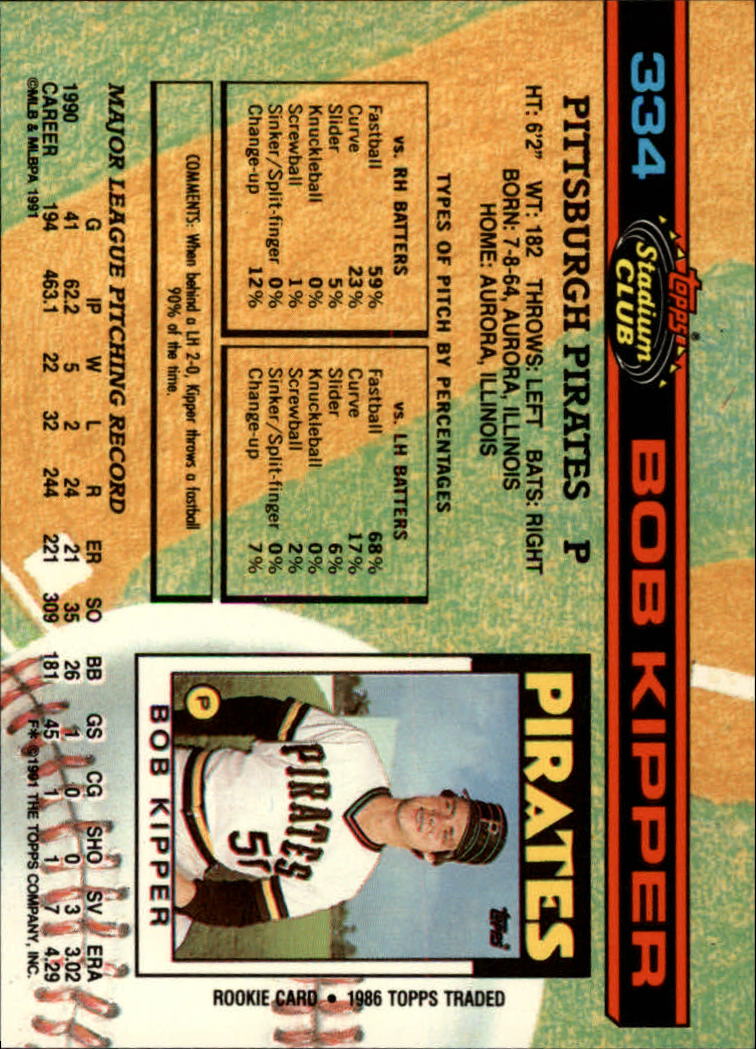 334 Topps® Stadium CLUB BOB KIPPER
PITTSBURGH PIRATES P
HT: 6'2" WT: 182 THROWS: LEFT BATS: RIGHT
BORN: 7-8-64, AURORA, ILLINOIS
HOME: AURORA, ILLINOIS
TYPES OF PITCH BY PERCENTAGES
vs. RH BATTERS
Fastball 59%
Curve 23%
Slider 5%
Knuckleball 0%
Screwball 1%
Sinker/Split-finger 0%
Change-up 12%
vs. LH BATTERS
Fastball 68%
Curve 17%
Slider 6%
Knuckleball 0%
Screwball 2%
Sinker/Split-finger 0%
Change-up 7%
COMMENTS: When behind a LH 2-0, Kipper throws a fastball
90% of the time.
PIRATES
Topps
PIRATES
50
P
BOB KIPPER
ROOKIE CARD • 1986 TOPPS TRADED
MAJOR LEAGUE PITCHING RECORD
G IP W L R ER SO BB GS CG SHO SV ERA
1990 41 62.2 5 2 24 21 35 26 1 0 0 3 3.02
CAREER 194 463.1 22 32 244 221 309 181 45 1 1 7 4.29
©MLB & MLBPA 1991 F* ©1991 THE TOPPS COMPANY, INC.